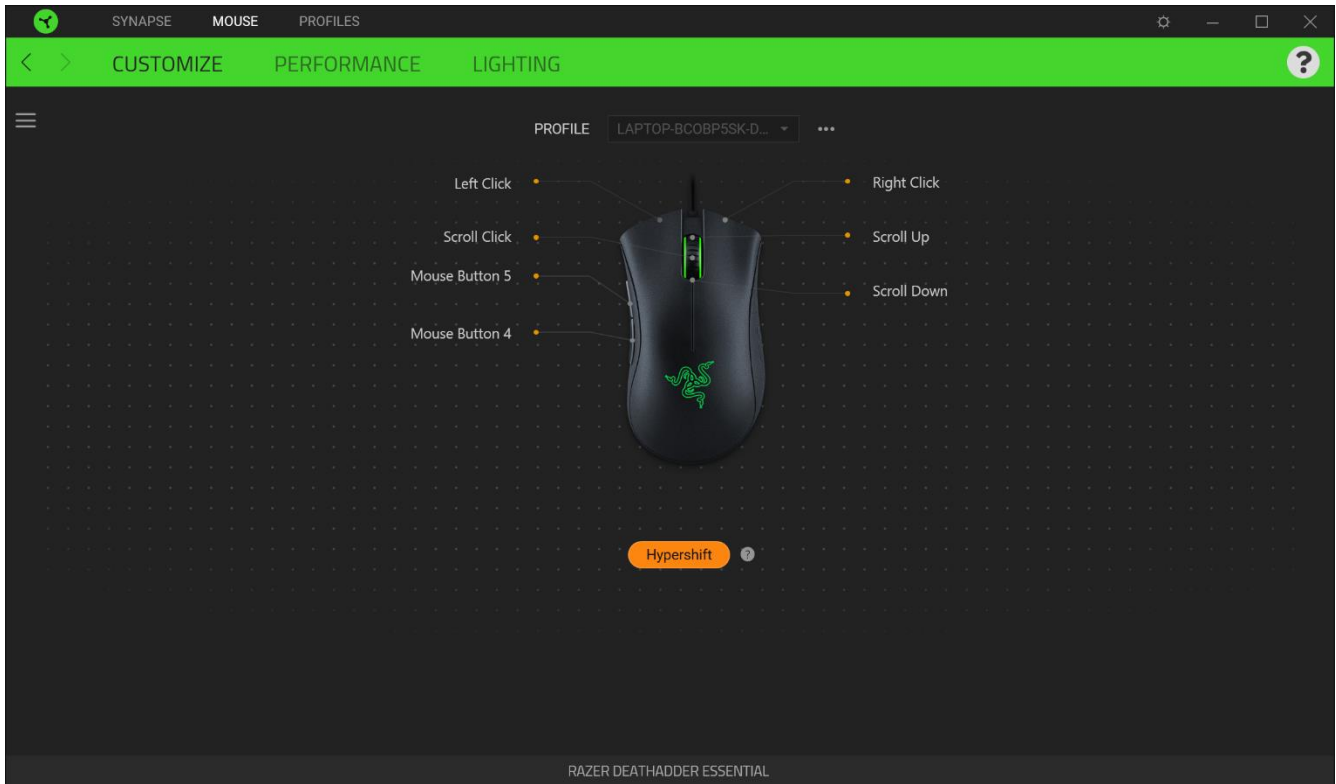 SYNAPSE MOUSE PROFILES
CUSTOMIZE PERFORMANCE LIGHTING ?
PROFILE LAPTOP-BCOBP5SK-D...
Left Click
Right Click
Scroll Click
Scroll Up
Mouse Button 5
Scroll Down
Mouse Button 4
Hypershift ?
RAZER DEATHADDER ESSENTIAL